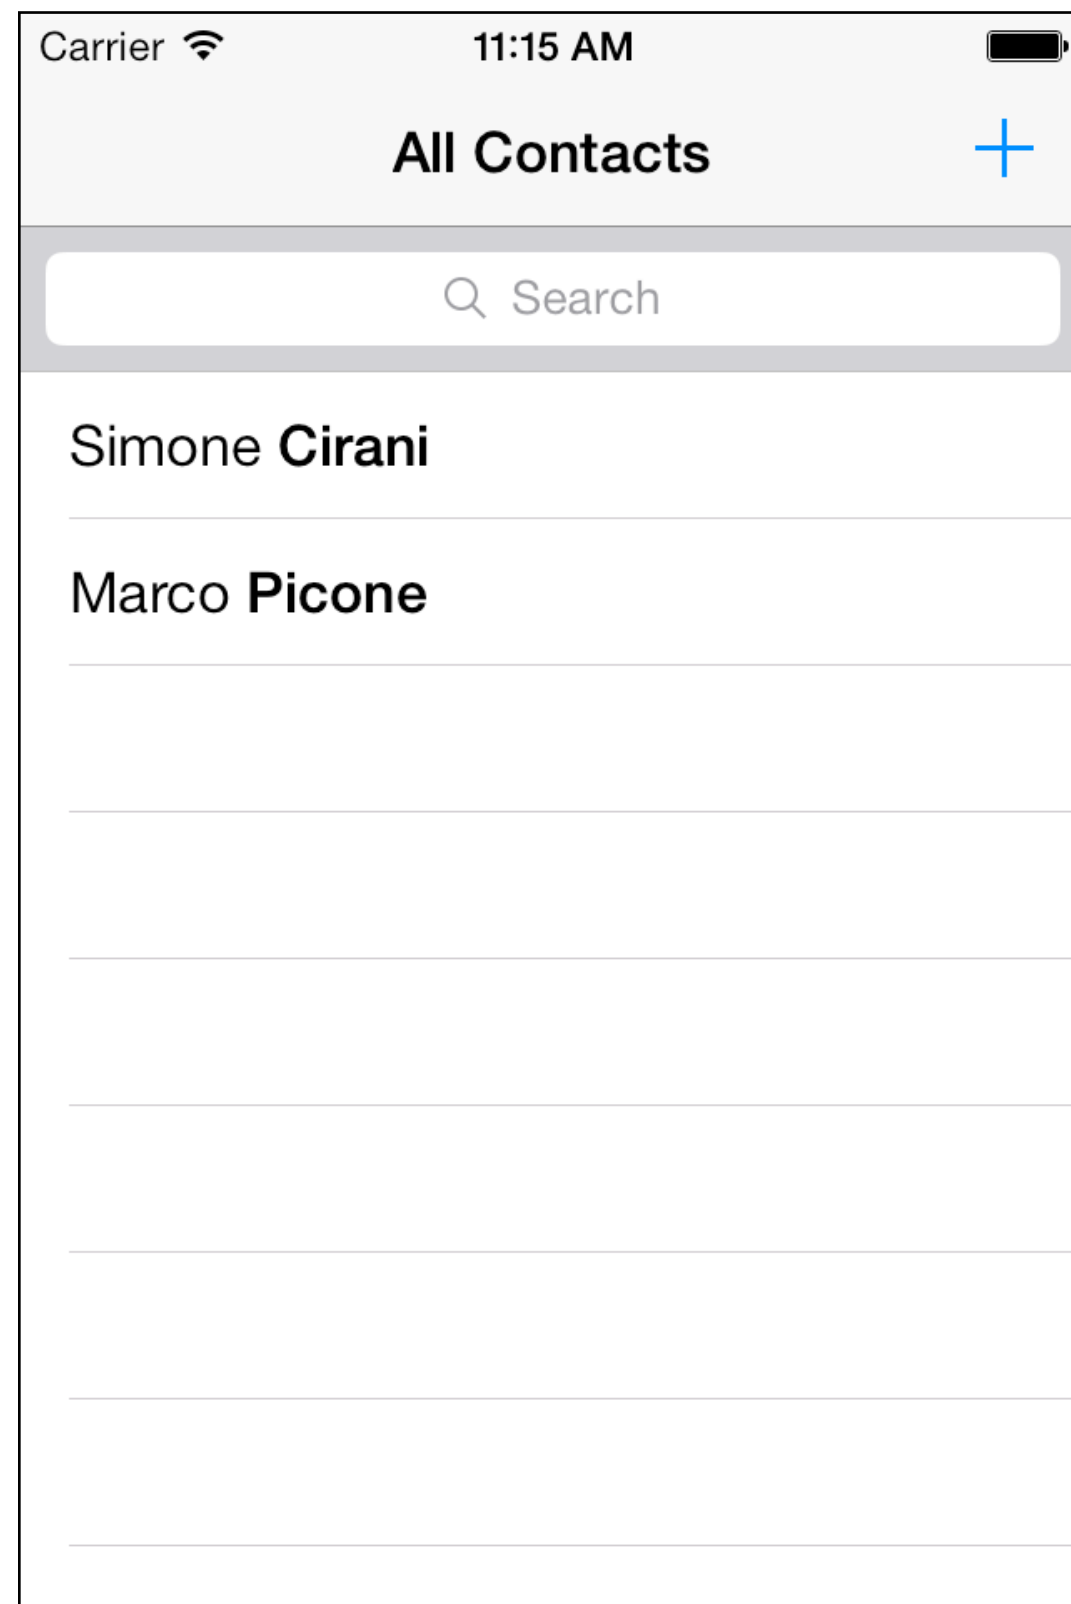 Carrier 11:15 AM
All Contacts
Search
Simone Cirani
Marco Picone